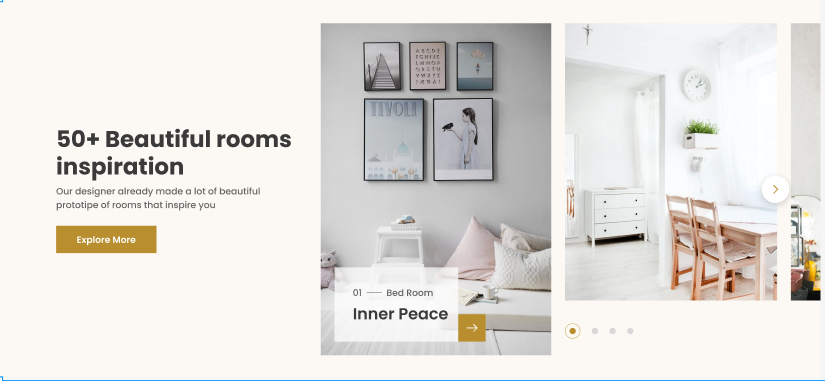 50+ Beautiful rooms
inspiration
Our designer already made a lot of beautiful
prototipe of rooms that inspire you
Explore More
TIVOLI
01 Bed Room
Inner Peace